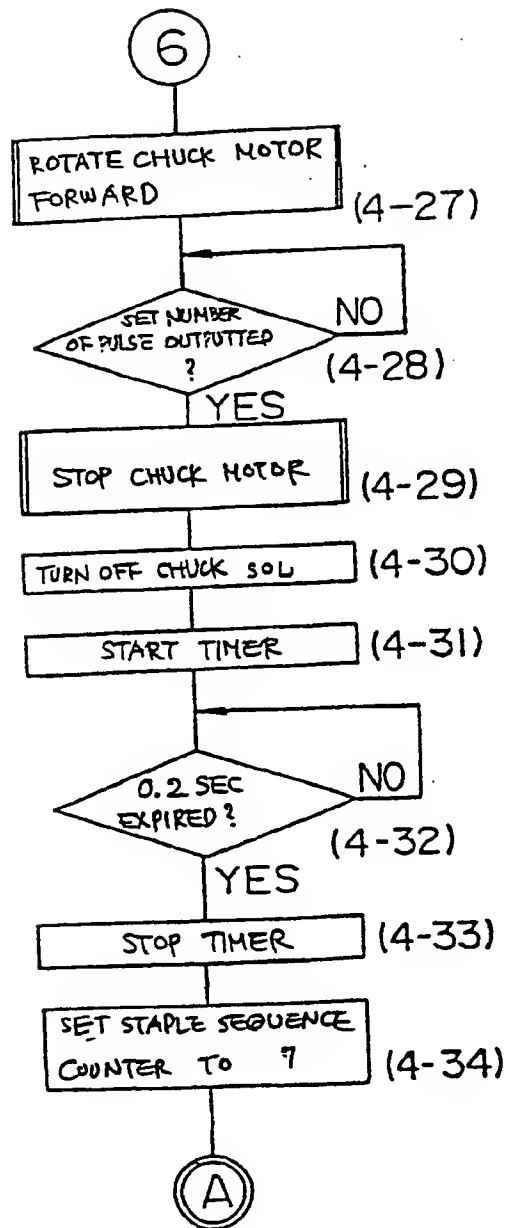 6
ROTATE CHUCK MOTOR
FORWARD
(4-27)
SET NUMBER
OF PULSE OUTPUTTED
?
NO
(4-28)
YES
STOP CHUCK MOTOR
(4-29)
TURN OFF CHUCK SOL
(4-30)
START TIMER
(4-31)
0.2 SEC
EXPIRED?
NO
(4-32)
YES
STOP TIMER
(4-33)
SET STAPLE SEQUENCE
COUNTER TO 7
(4-34)
A